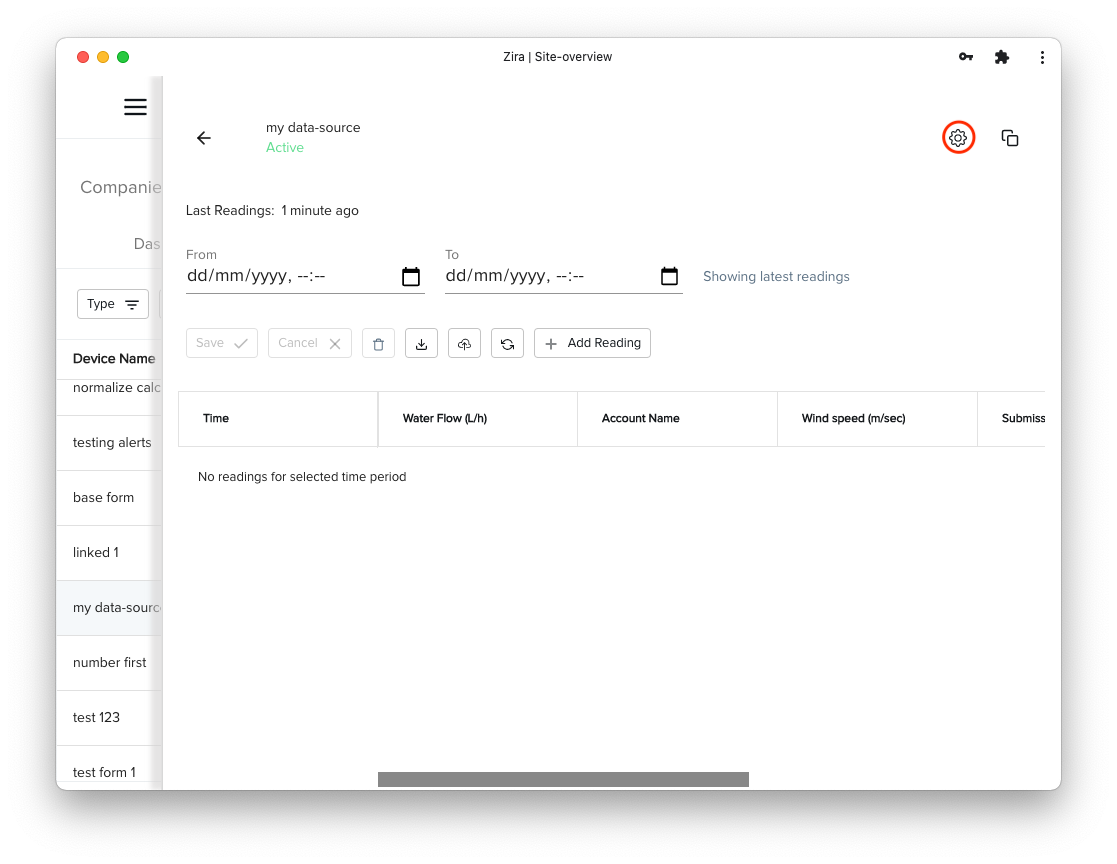 Zira | Site-overview
Companie
Das
Type
Device Name
normalize calc
testing alerts
base form
linked 1
my data-sourc
number first
test 123
test form 1
my data-source
Active
Last Readings: 1 minute ago
From
dd/mm/yyyy, --:--
To
dd/mm/yyyy, --:--
Showing latest readings
Save
Cancel
Add Reading
Time
Water Flow (L/h)
Account Name
Wind speed (m/sec)
Submiss
No readings for selected time period